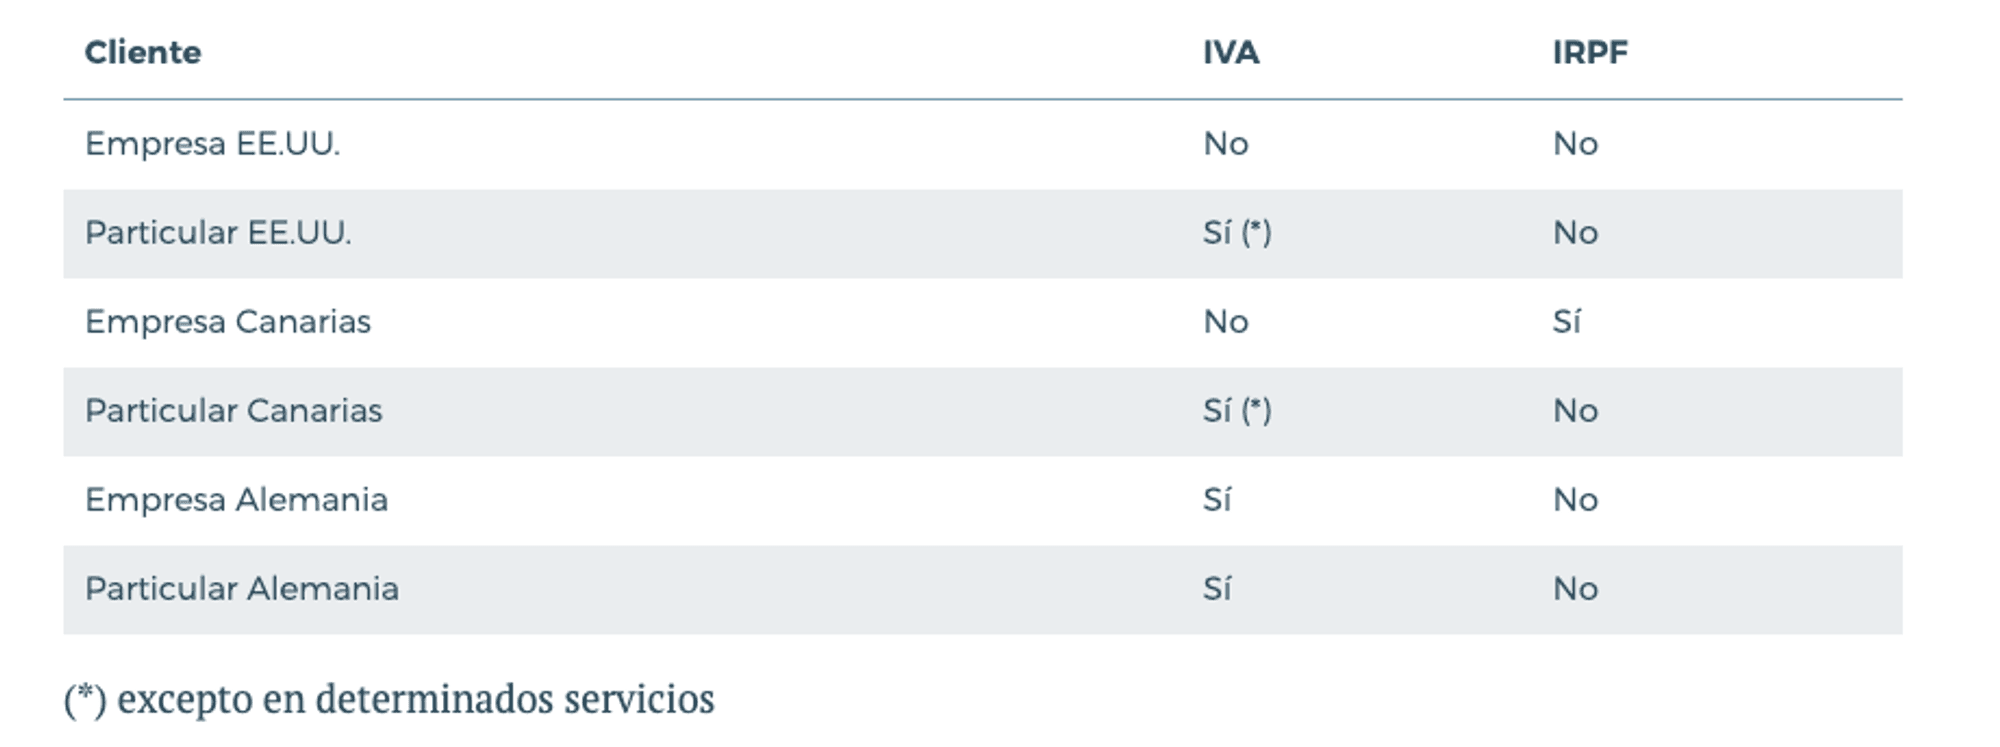 Cliente IVA IRPF
Empresa EE.UU. No No
Particular EE.UU. Sí (*) No
Empresa Canarias No Sí
Particular Canarias Sí (*) No
Empresa Alemania Sí No
Particular Alemania Sí No
(*) excepto en determinados servicios